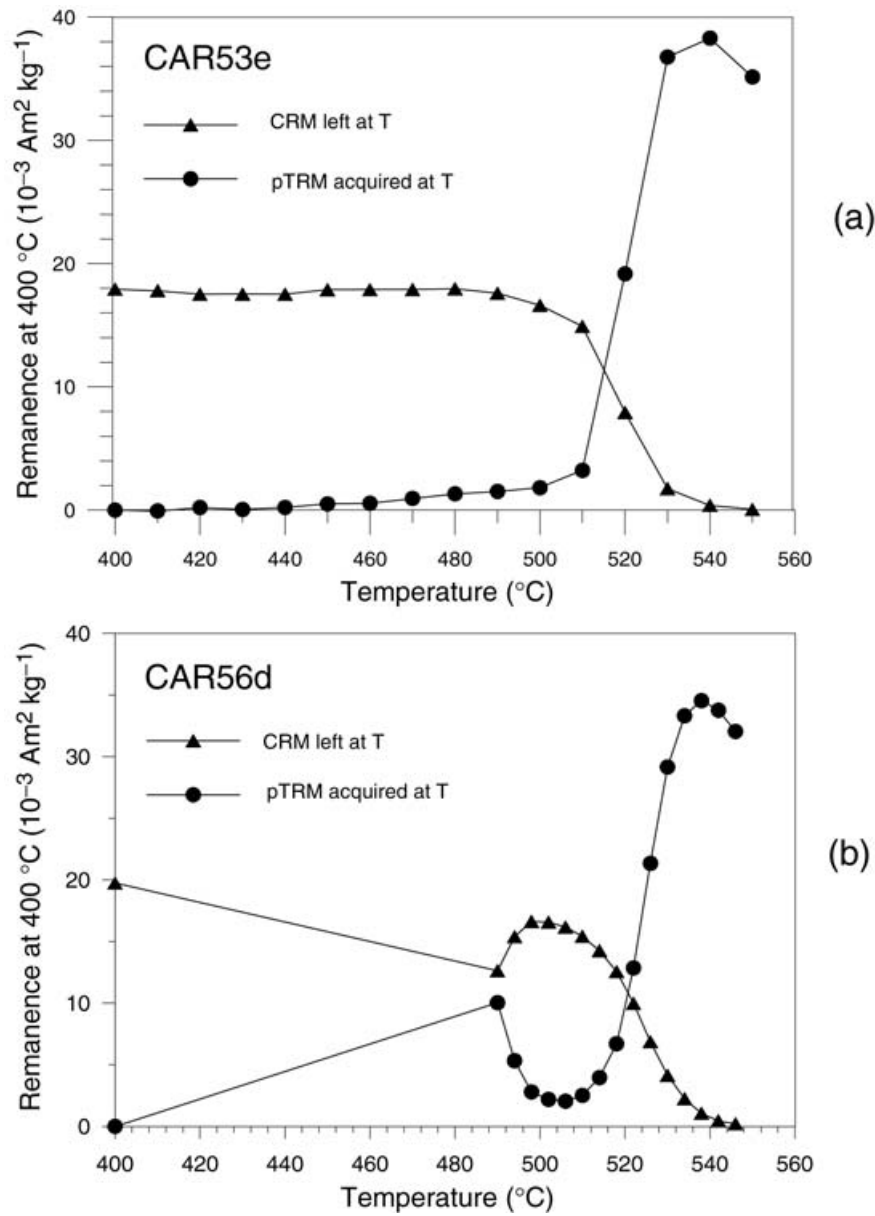 CAR53e
CRM left at T
pTRM acquired at T
Remanence at 400 °C (10⁻³ Am² kg⁻¹)
40
30
20
10
0
400 420 440 460 480 500 520 540 560
Temperature (°C)
(a)
CAR56d
CRM left at T
pTRM acquired at T
Remanence at 400 °C (10⁻³ Am² kg⁻¹)
40
30
20
10
0
400 420 440 460 480 500 520 540 560
Temperature (°C)
(b)